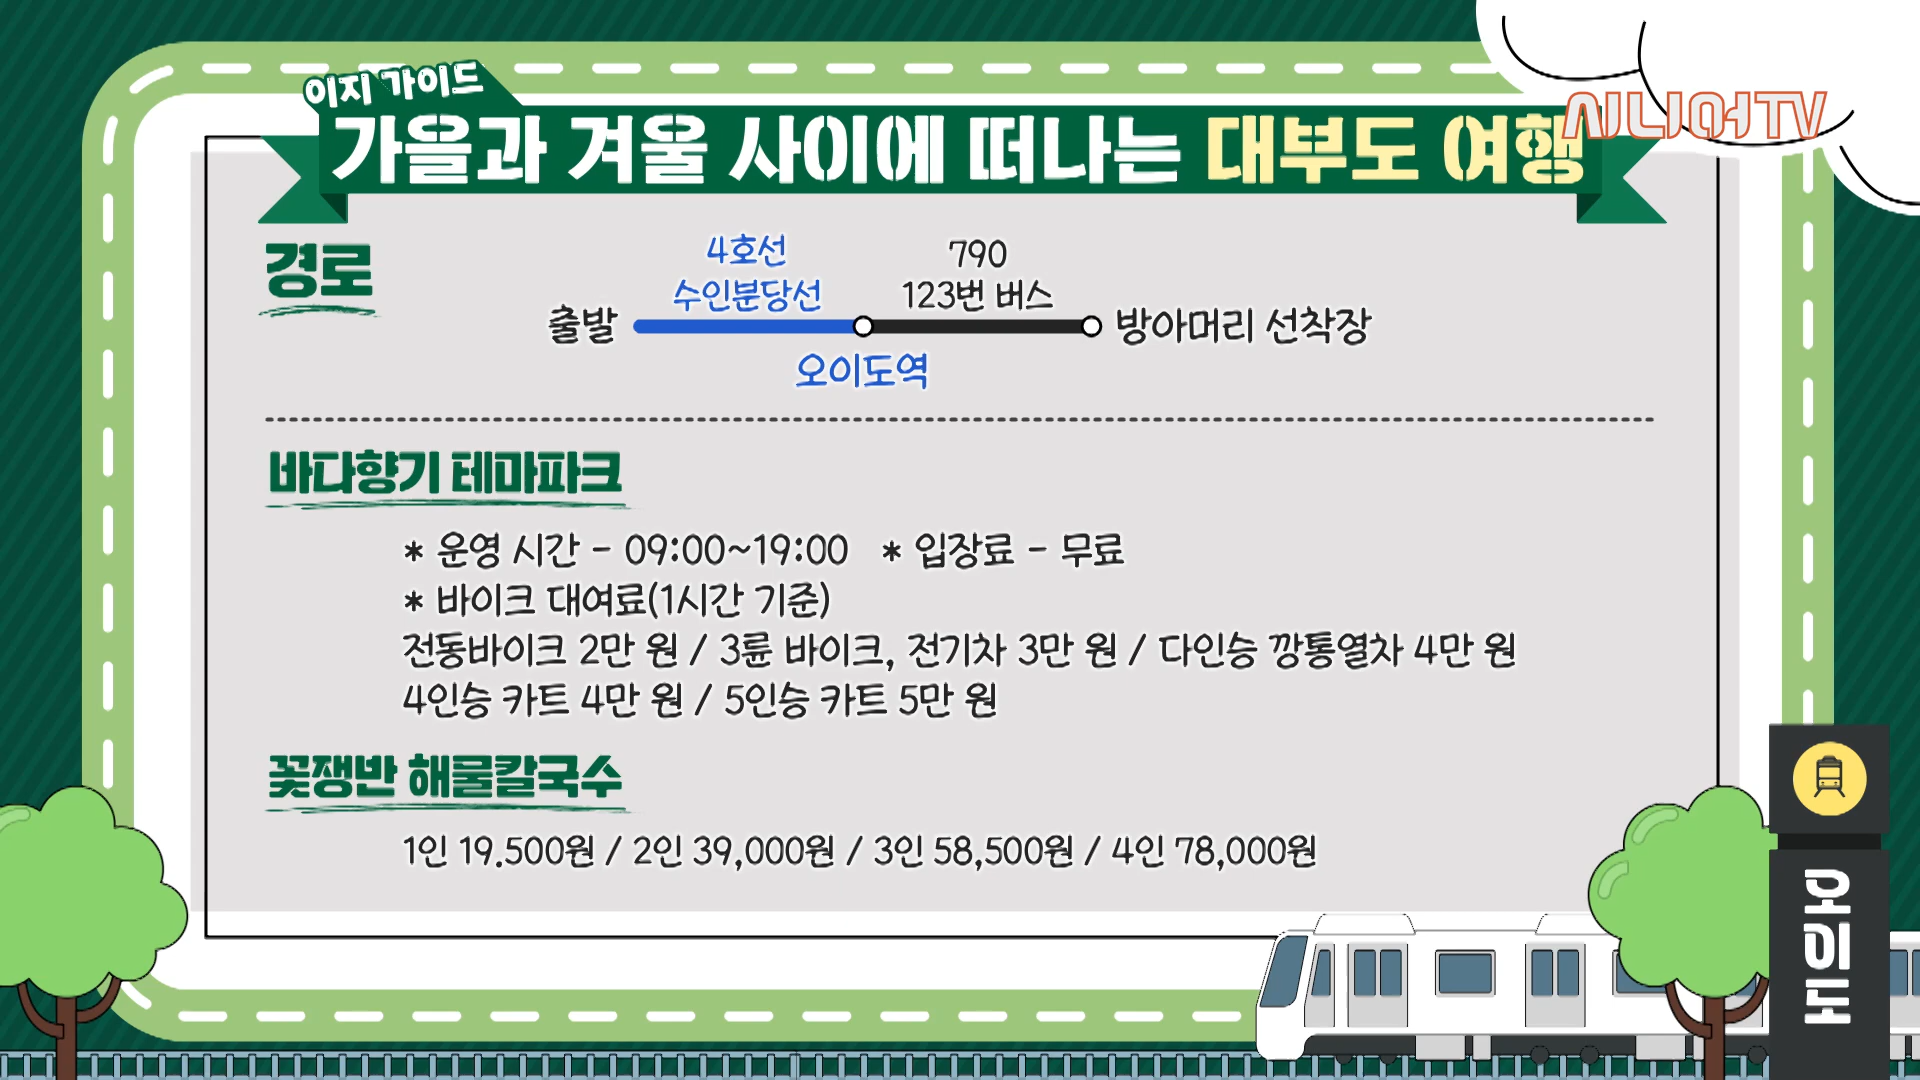 이지 가이드
가을과 겨울 사이에 떠나는 대부도 여행
시니어TV
경로
4호선
수인분당선
790
123번 버스
출발
방아머리 선착장
오이도역
바다향기 테마파크
* 운영 시간 - 09:00~19:00 * 입장료 - 무료
* 바이크 대여료(1시간 기준)
전동바이크 2만 원 / 3륜 바이크, 전기차 3만 원 / 다인승 깡통열차 4만 원
4인승 카트 4만 원 / 5인승 카트 5만 원
꽃쟁반 해물칼국수
1인 19.500원 / 2인 39,000원 / 3인 58,500원 / 4인 78,000원
오이도